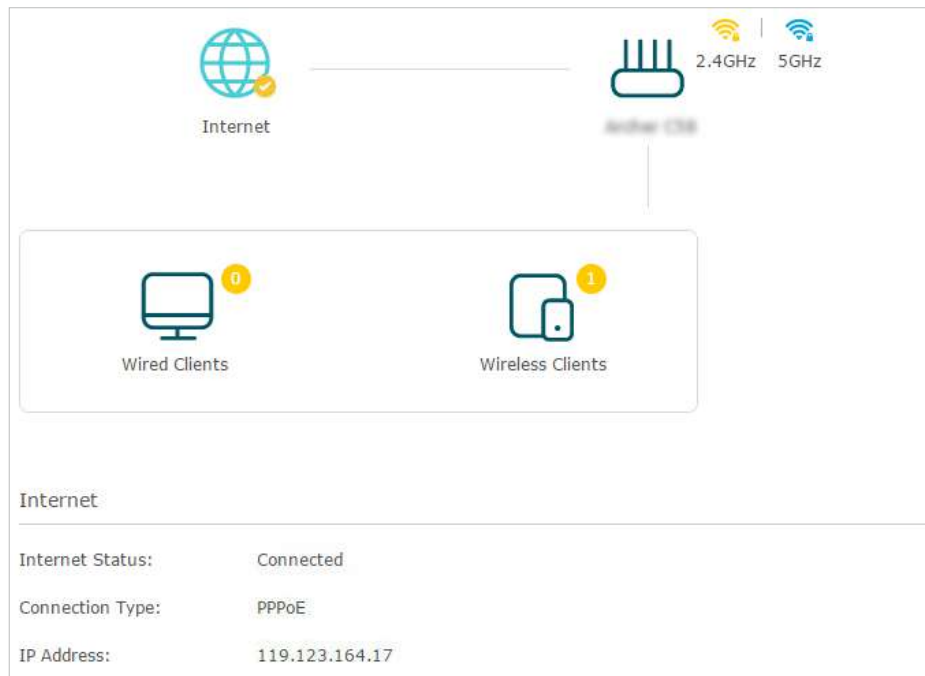 2.4GHz 5GHz
Internet
0 1
Wired Clients Wireless Clients
Internet
Internet Status: Connected
Connection Type: PPPoE
IP Address: 119.123.164.17